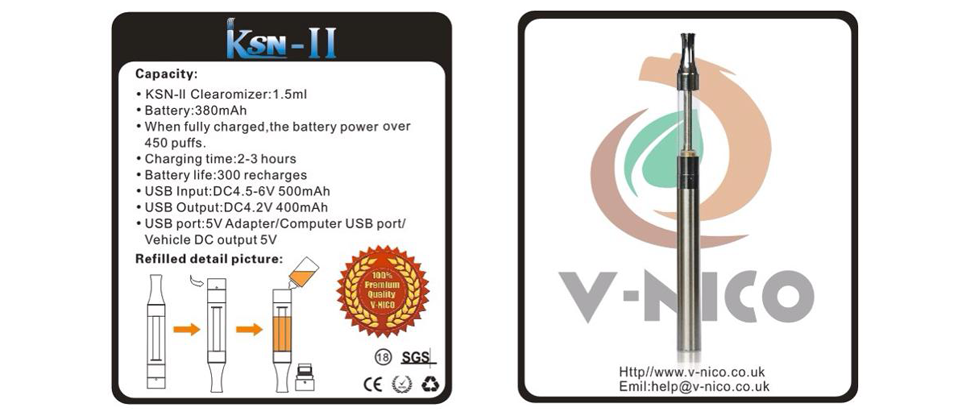 KSN-II
Capacity:
• KSN-II Clearomizer:1.5ml
• Battery:380mAh
• When fully charged,the battery power over
450 puffs.
• Charging time:2-3 hours
• Battery life:300 recharges
• USB Input:DC4.5-6V 500mAh
• USB Output:DC4.2V 400mAh
• USB port:5V Adapter/Computer USB port/
Vehicle DC output 5V
Refilled detail picture:
100%
Premium
Quality
V-NICO
18 SGS
CE
V-NICO
Http//www.v-nico.co.uk
Emil:help@v-nico.co.uk